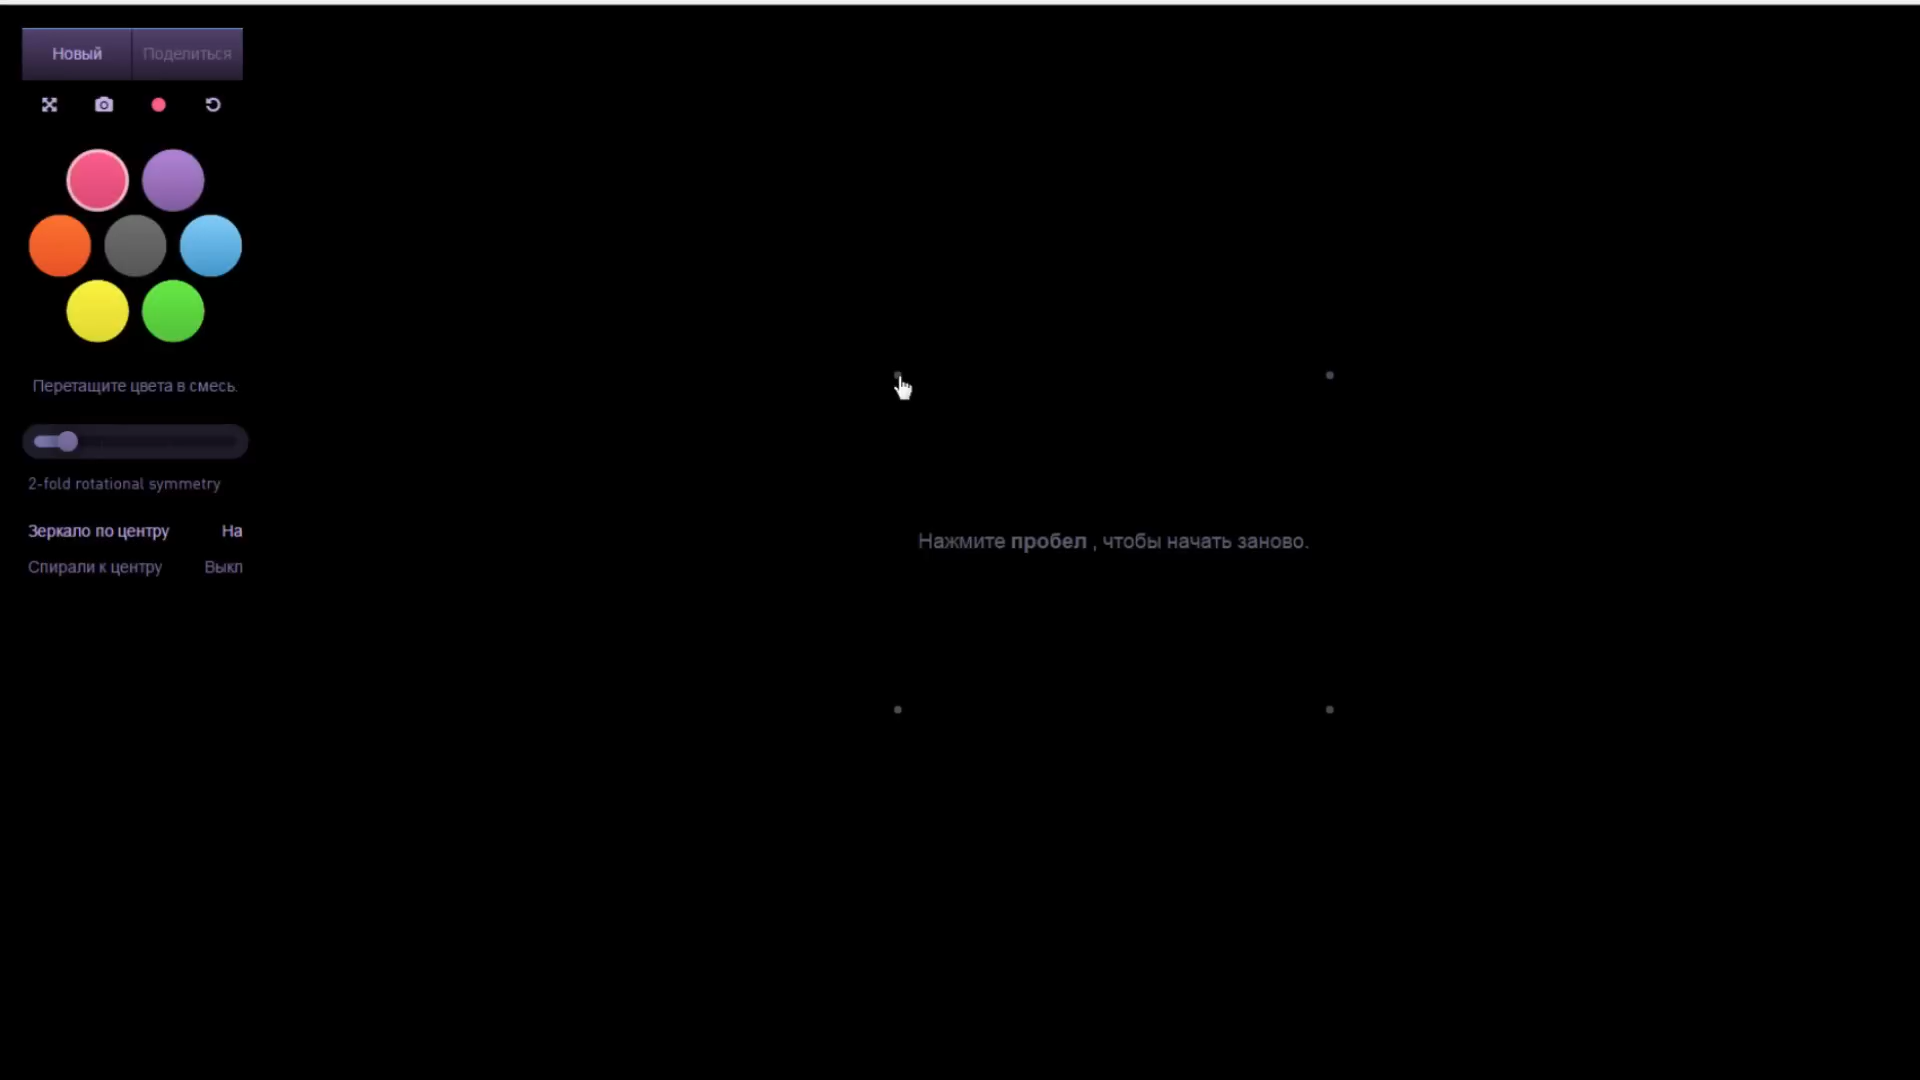 Новый Поделиться
Перетащите цвета в смесь.
2-fold rotational symmetry
Зеркало по центру На
Спирали к центру Выкл
Нажмите пробел , чтобы начать заново.